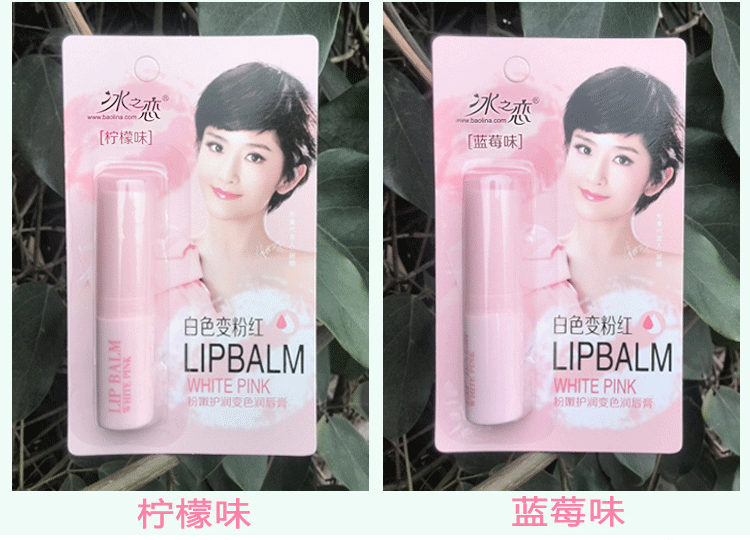 冰之恋®
www.baolina.com
[柠檬味]
白色变粉红
LIPBALM
WHITE PINK
粉嫩护润变色润唇膏
LIP BALM
WHITE PINK
柠檬味
冰之恋®
www.baolina.com
[蓝莓味]
白色变粉红
LIPBALM
WHITE PINK
粉嫩护润变色润唇膏
蓝莓味